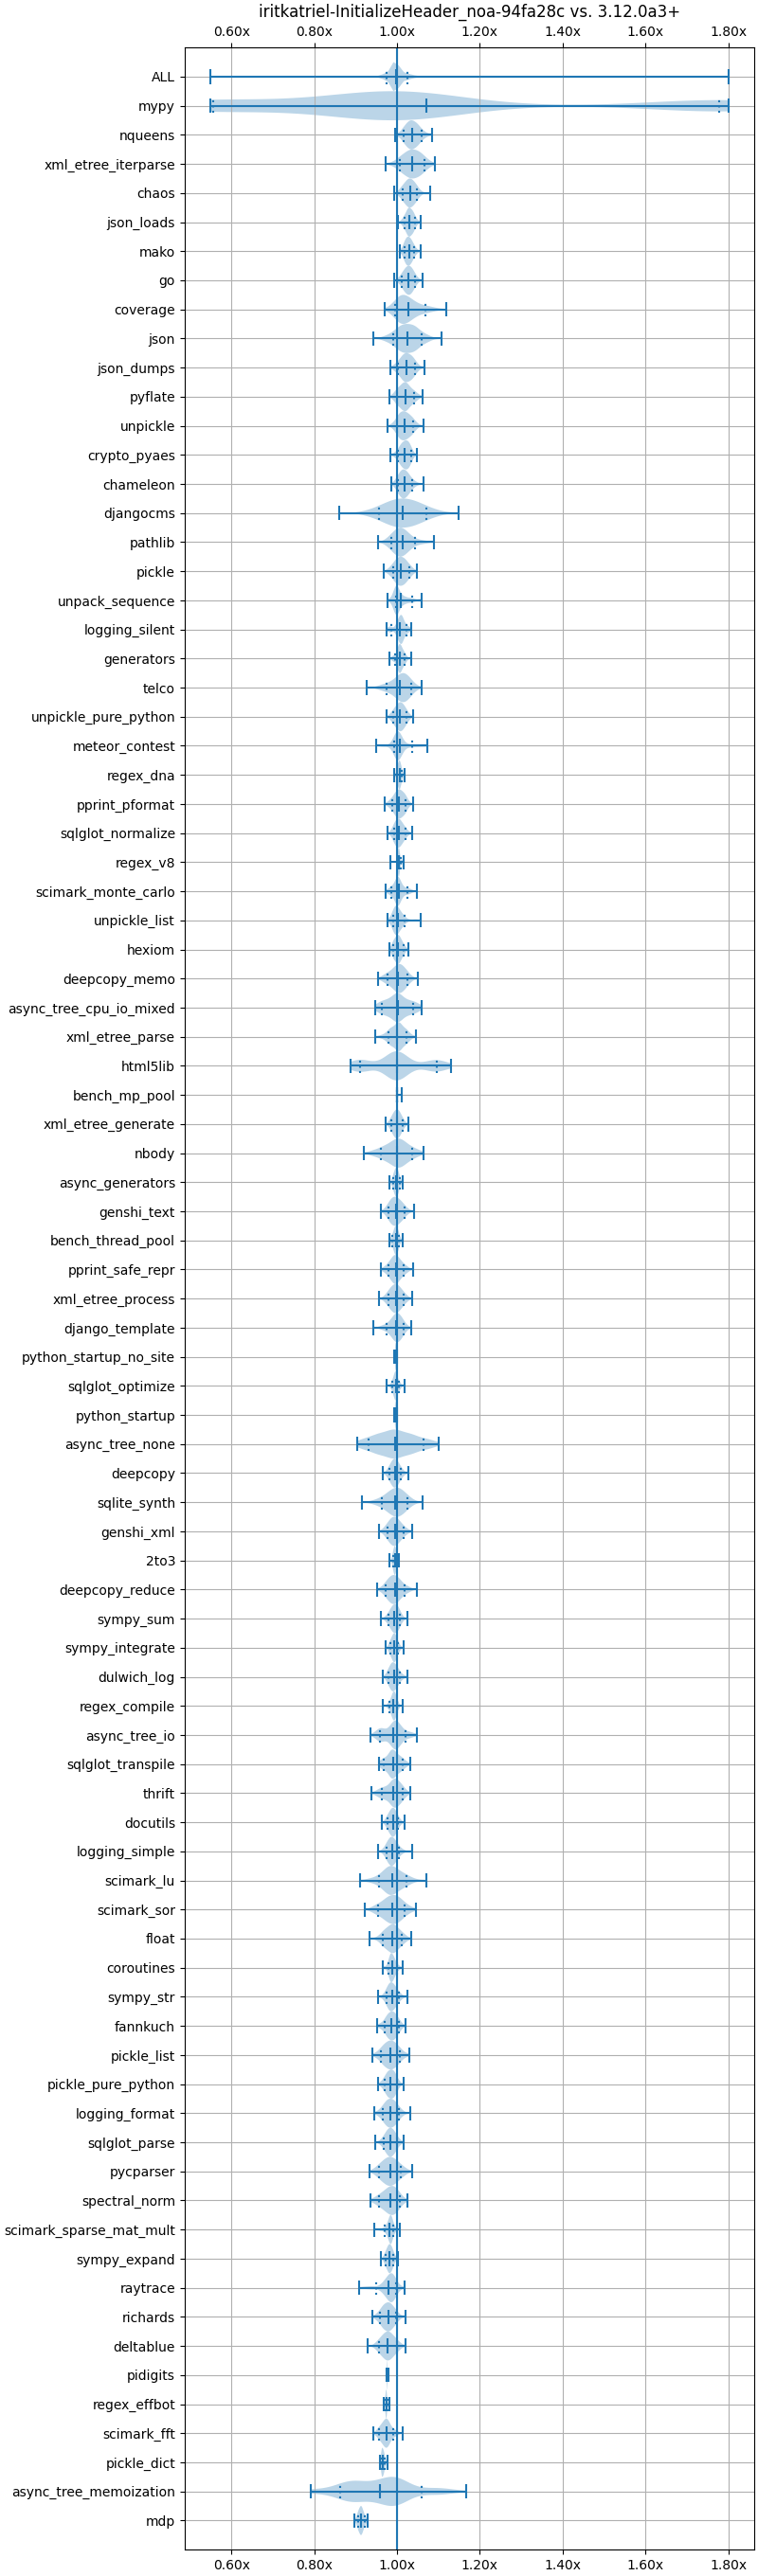 iritkatriel-InitializeHeader_noa-94fa28c vs. 3.12.0a3+
0.60x 0.80x 1.00x 1.20x 1.40x 1.60x 1.80x
ALL
mypy
nqueens
xml_etree_iterparse
chaos
json_loads
mako
go
coverage
json
json_dumps
pyflate
unpickle
crypto_pyaes
chameleon
djangocms
pathlib
pickle
unpack_sequence
logging_silent
generators
telco
unpickle_pure_python
meteor_contest
regex_dna
pprint_pformat
sqlglot_normalize
regex_v8
scimark_monte_carlo
unpickle_list
hexiom
deepcopy_memo
async_tree_cpu_io_mixed
xml_etree_parse
html5lib
bench_mp_pool
xml_etree_generate
nbody
async_generators
genshi_text
bench_thread_pool
pprint_safe_repr
xml_etree_process
django_template
python_startup_no_site
sqlglot_optimize
python_startup
async_tree_none
deepcopy
sqlite_synth
genshi_xml
2to3
deepcopy_reduce
sympy_sum
sympy_integrate
dulwich_log
regex_compile
async_tree_io
sqlglot_transpile
thrift
docutils
logging_simple
scimark_lu
scimark_sor
float
coroutines
sympy_str
fannkuch
pickle_list
pickle_pure_python
logging_format
sqlglot_parse
pycparser
spectral_norm
scimark_sparse_mat_mult
sympy_expand
raytrace
richards
deltablue
pidigits
regex_effbot
scimark_fft
pickle_dict
async_tree_memoization
mdp
0.60x 0.80x 1.00x 1.20x 1.40x 1.60x 1.80x